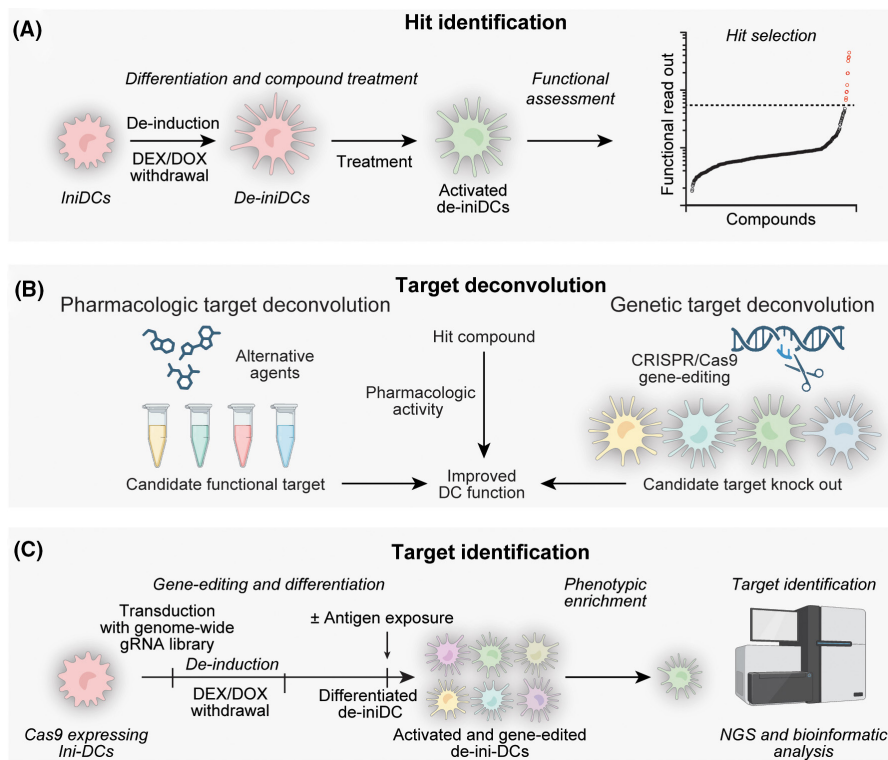 (A)
Hit identification
Differentiation and compound treatment
De-induction
DEX/DOX
withdrawal
IniDCs
De-iniDCs
Treatment
Activated
de-iniDCs
Functional
assessment
Hit selection
Functional read out
Compounds
(B)
Target deconvolution
Pharmacologic target deconvolution
Alternative
agents
Candidate functional target
Hit compound
Pharmacologic
activity
Improved
DC function
Genetic target deconvolution
CRISPR/Cas9
gene-editing
Candidate target knock out
(C)
Target identification
Gene-editing and differentiation
Transduction
with genome-wide
gRNA library
De-induction
DEX/DOX
withdrawal
Cas9 expressing
Ini-DCs
± Antigen exposure
Differentiated
de-iniDC
Activated and gene-edited
de-ini-DCs
Phenotypic
enrichment
Target identification
NGS and bioinformatic
analysis